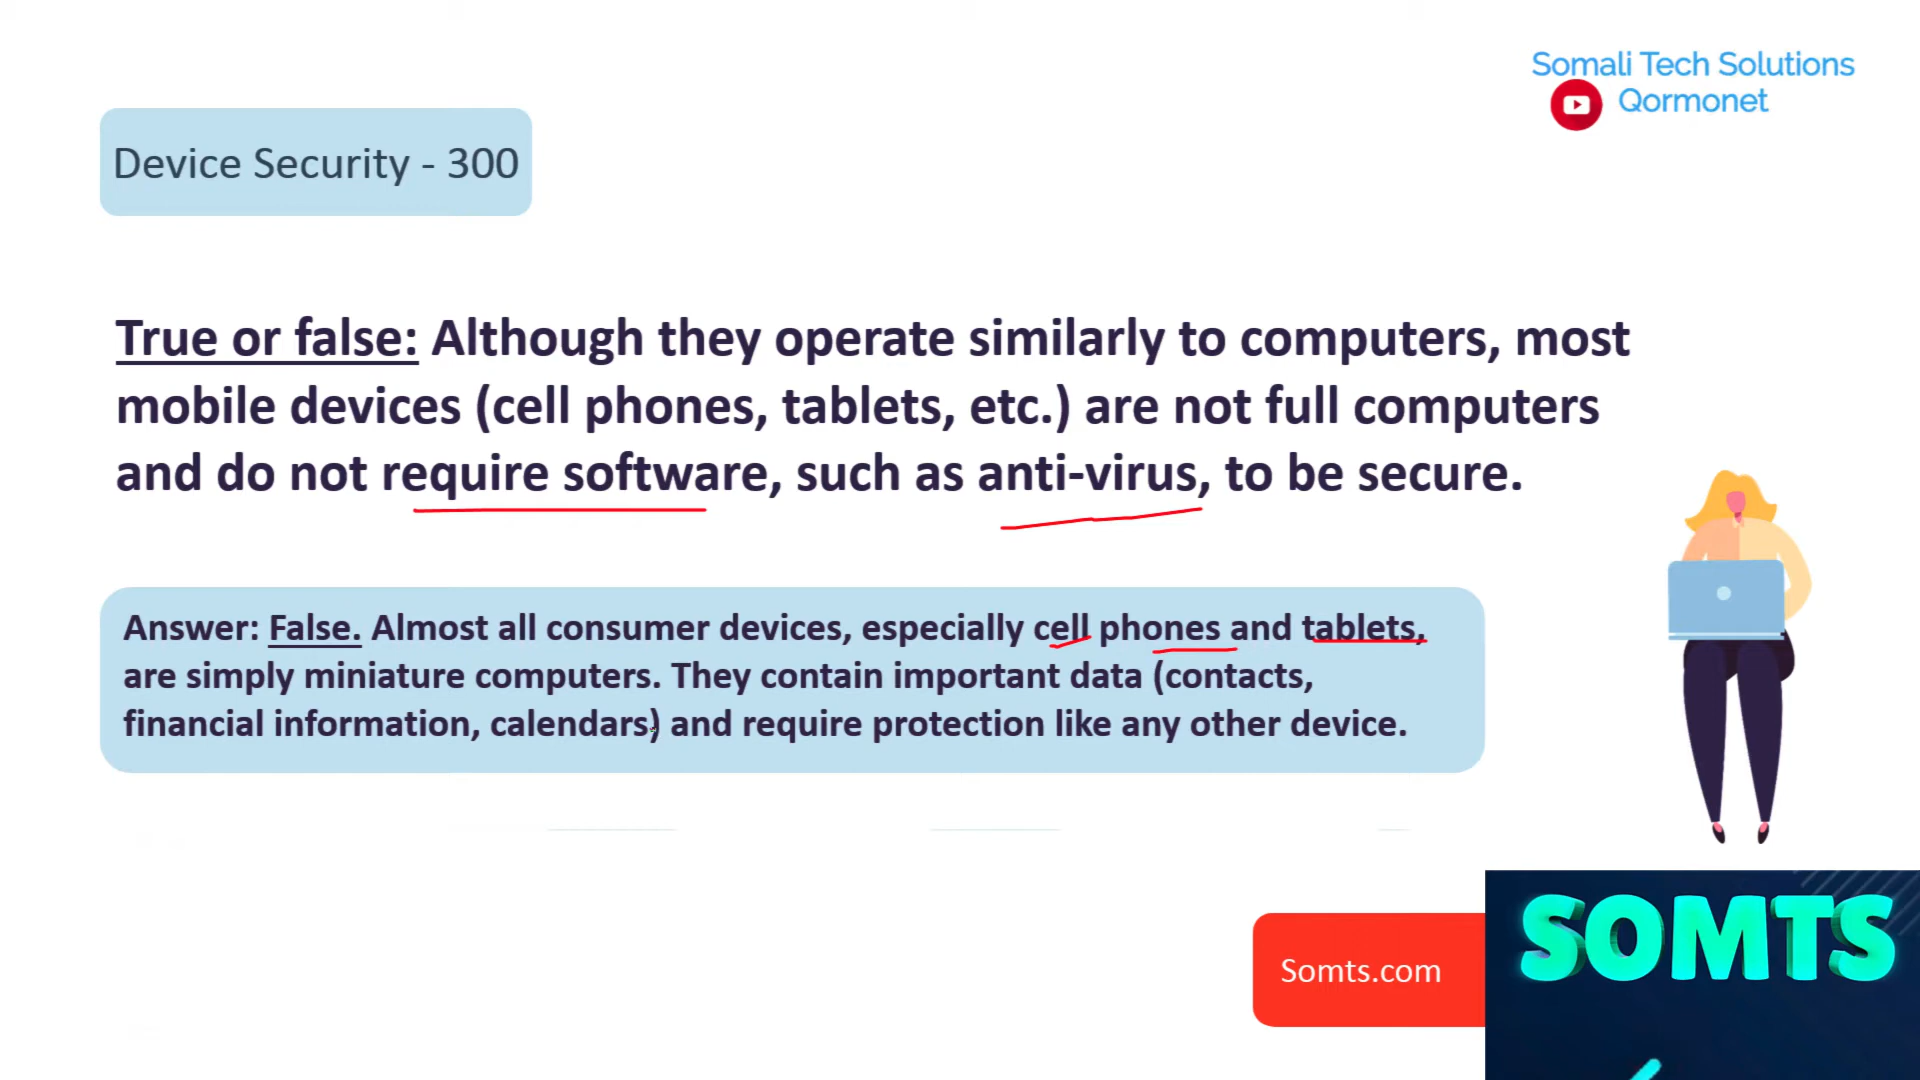 Somali Tech Solutions
Qormonet
Device Security - 300
True or false: Although they operate similarly to computers, most
mobile devices (cell phones, tablets, etc.) are not full computers
and do not require software, such as anti-virus, to be secure.
Answer: False. Almost all consumer devices, especially cell phones and tablets,
are simply miniature computers. They contain important data (contacts,
financial information, calendars) and require protection like any other device.
Somts.com
SOMTS